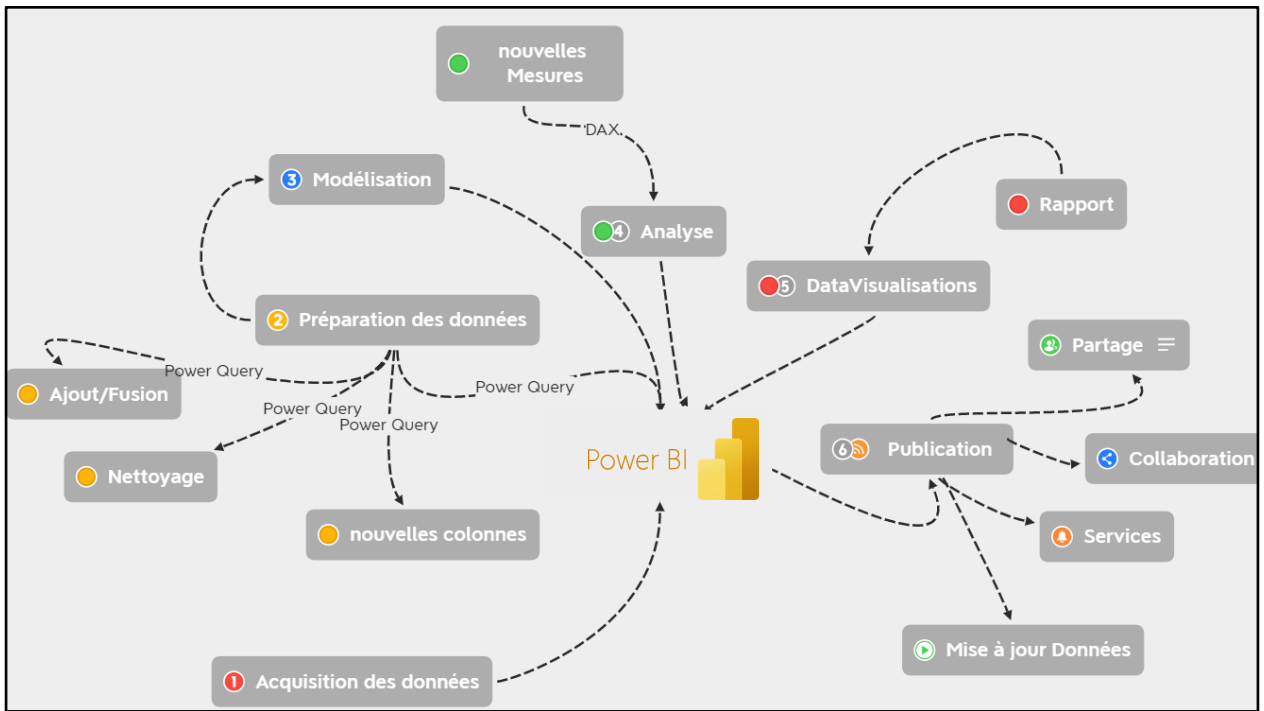 nouvelles
Mesures
DAX
3 Modélisation
4 Analyse
Rapport
5 DataVisualisations
2 Préparation des données
Partage
Power Query
Ajout/Fusion
Power Query
Power Query
Power Query
Power BI
6 Publication
Collaboration
Nettoyage
nouvelles colonnes
Services
Mise à jour Données
1 Acquisition des données